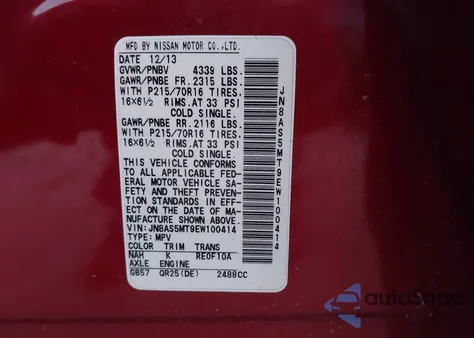 MFD BY NISSAN MOTOR CO.,LTD.
DATE 12/13
GVWR/PNBV 4339 LBS.
GAWR/PNBE FR. 2315 LBS.
WITH P215/70R16 TIRES.
16X6½ RIMS.AT 33 PSI
COLD SINGLE.
GAWR/PNBE RR. 2116 LBS.
WITH P215/70R16 TIRES.
16X6½ RIMS.AT 33 PSI
COLD SINGLE.
THIS VEHICLE CONFORMS
TO ALL APPLICABLE FED-
ERAL MOTOR VEHICLE SA-
FETY AND THEFT PREVEN-
TION STANDARDS IN EFF-
ECT ON THE DATE OF MA-
NUFACTURE SHOWN ABOVE.
VIN:JN8AS5MT9EW100414
TYPE: MPV
COLOR TRIM TRANS
NAH K RE0F10A
AXLE ENGINE
GB57 QR25(DE) 2488CC
JN8AS5MT9EW100414
autoSnap